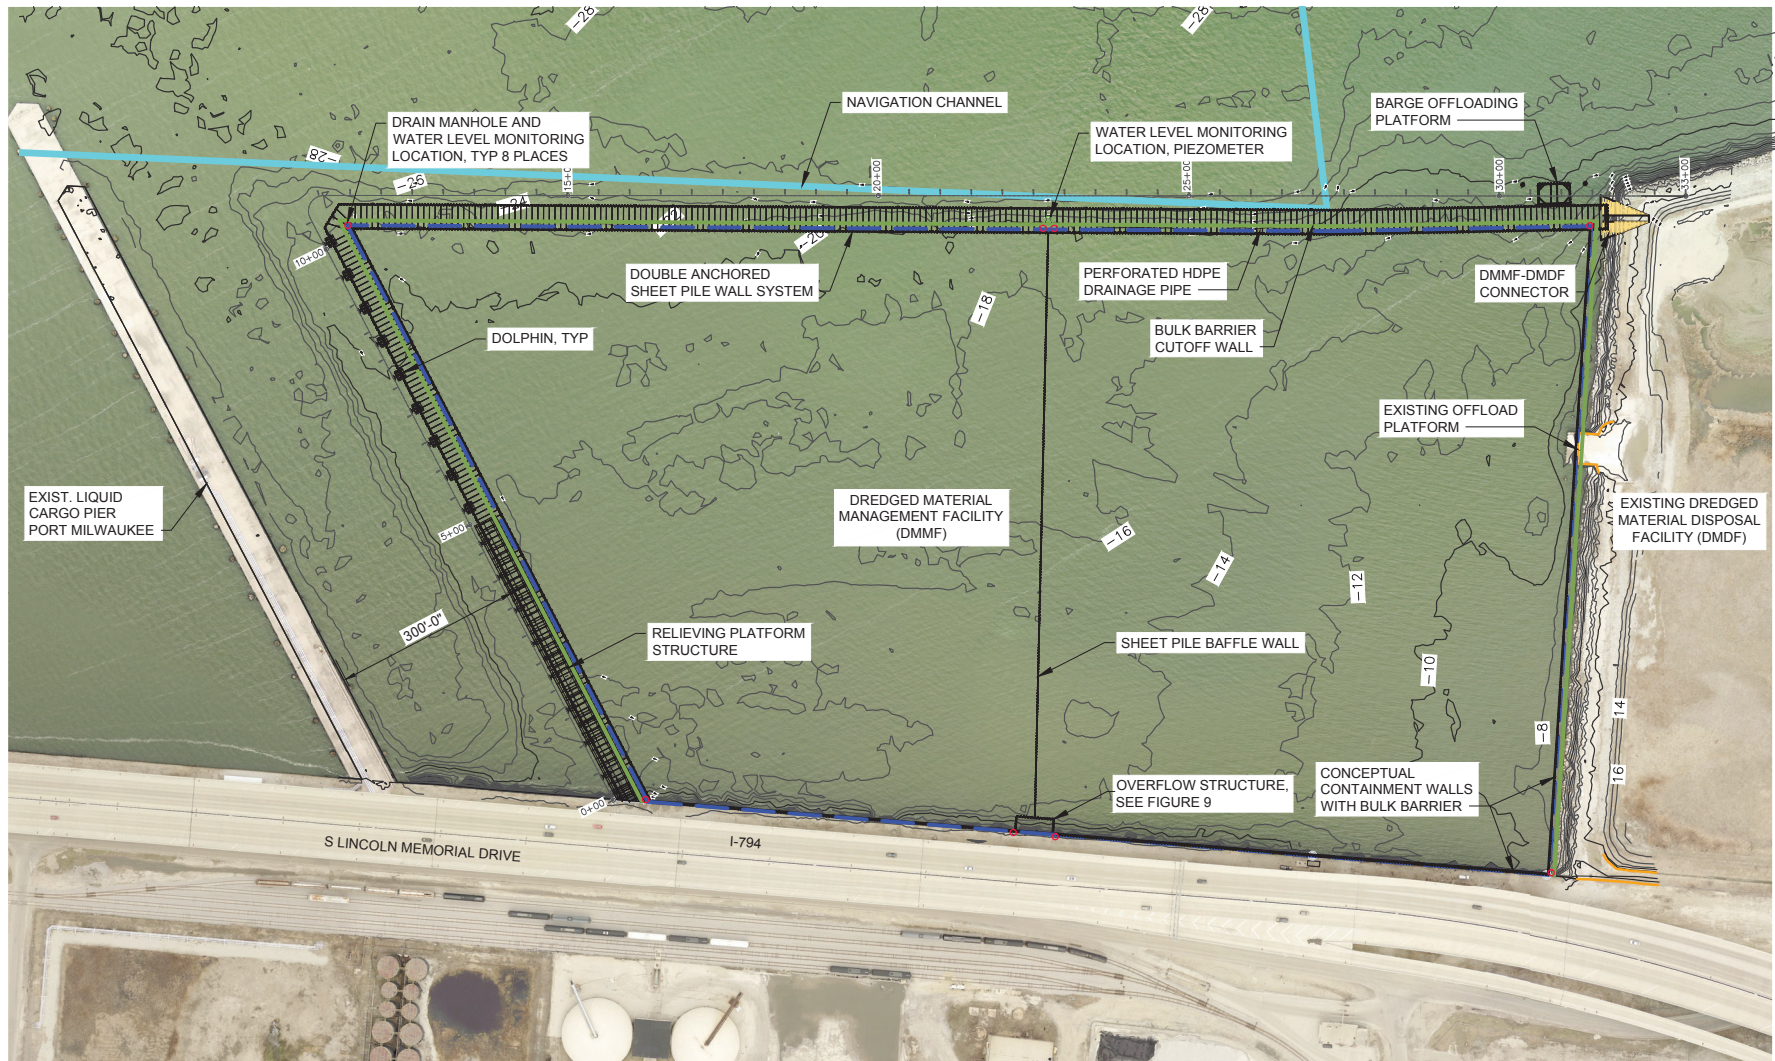 -28
-28
NAVIGATION CHANNEL
BARGE OFFLOADING
PLATFORM
DRAIN MANHOLE AND
WATER LEVEL MONITORING
LOCATION, TYP 8 PLACES
WATER LEVEL MONITORING
LOCATION, PIEZOMETER
-28
-26
-24
-20
15+0
20+00
25+00
30+00
33+00
10+00
DOUBLE ANCHORED
SHEET PILE WALL SYSTEM
PERFORATED HDPE
DRAINAGE PIPE
DMMF-DMDF
CONNECTOR
-18
DOLPHIN, TYP
BULK BARRIER
CUTOFF WALL
EXISTING OFFLOAD
PLATFORM
EXIST. LIQUID
CARGO PIER
PORT MILWAUKEE
DREDGED MATERIAL
MANAGEMENT FACILITY
(DMMF)
EXISTING DREDGED
MATERIAL DISPOSAL
FACILITY (DMDF)
5+00
-16
-14
-12
300'-0"
RELIEVING PLATFORM
STRUCTURE
SHEET PILE BAFFLE WALL
-10
-8
14
16
OVERFLOW STRUCTURE,
SEE FIGURE 9
CONCEPTUAL
CONTAINMENT WALLS
WITH BULK BARRIER
0+00
S LINCOLN MEMORIAL DRIVE
I-794